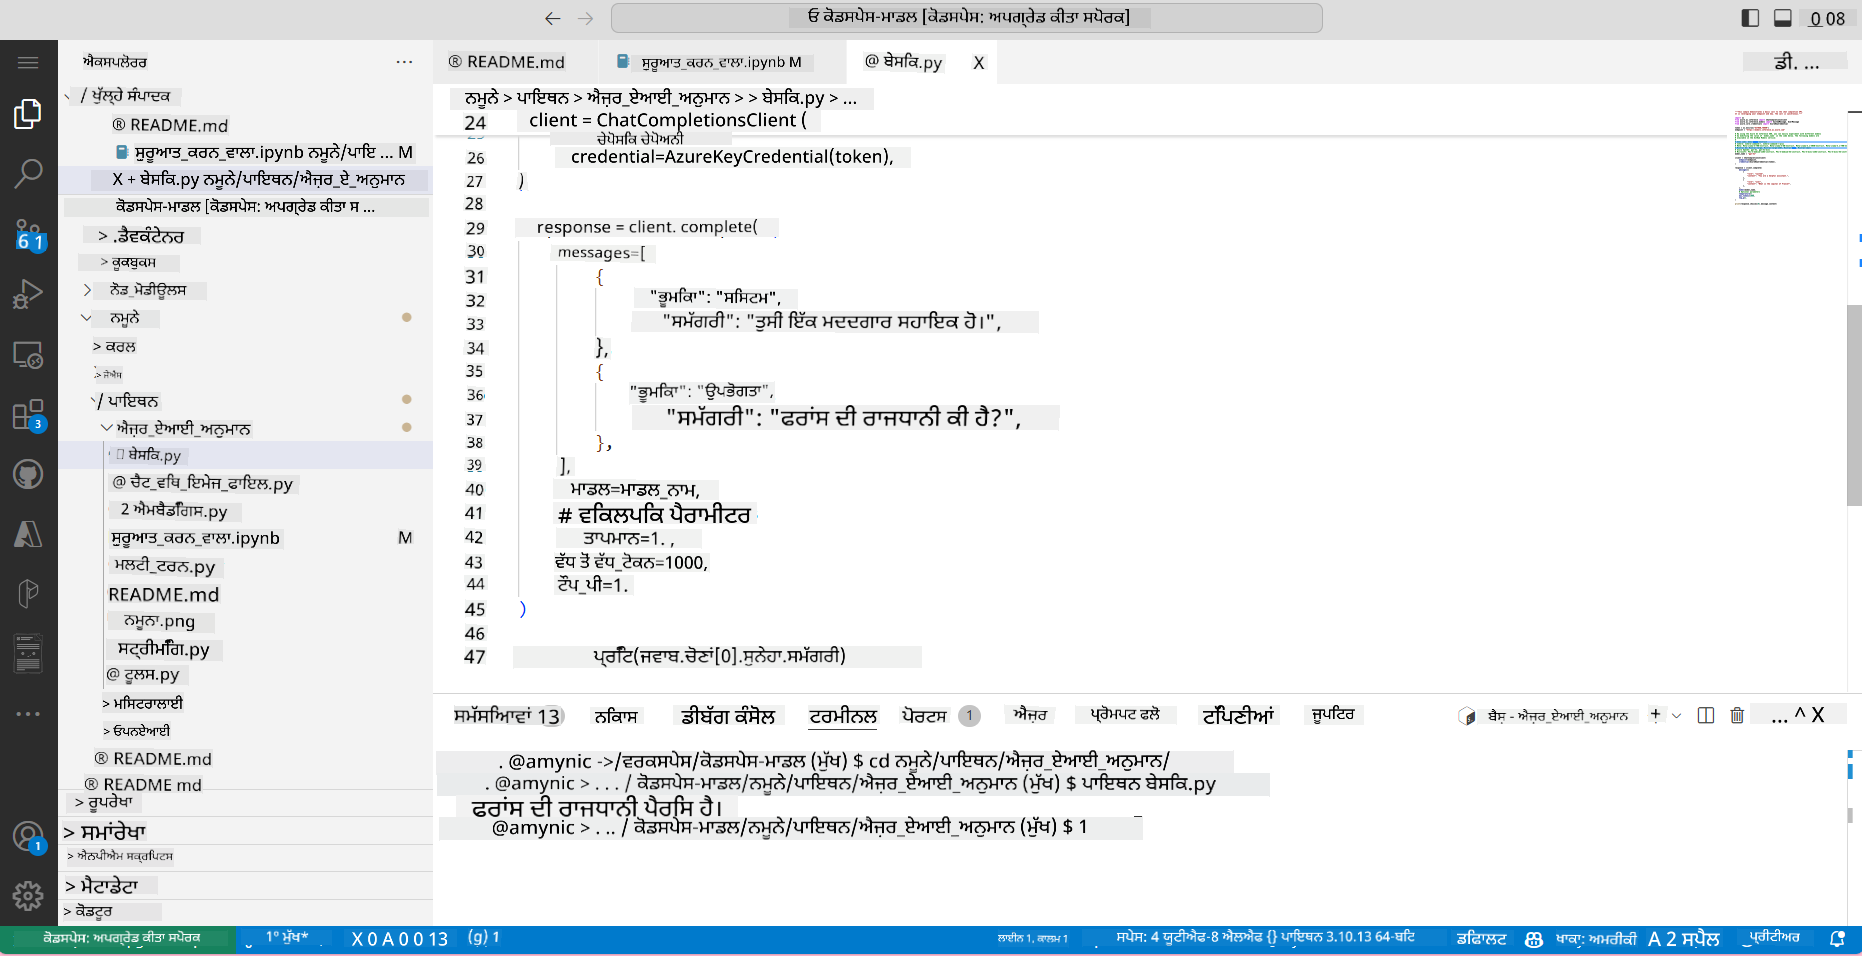 ਓ ਕੋਡਸਪੇਸ-ਮਾਡਲ [ਕੋਡਸਪੇਸ: ਅਪਗ੍ਰੇਡ ਕੀਤਾ ਸਪੋਰਕ]
0 08
ਐਕਸਪਲੋਰਰ
...
® README.md
ਸੁਰੂਆਤ_ਕਰਨ_ਵਾਲਾ.ipynb M
@ ਬੇਸਕਿ.py X
ਡੀ. ...
/ ਖੁੱਲ੍ਹੇ ਸੰਪਾਦਕ
® README.md
ਸੁਰੂਆਤ_ਕਰਨ_ਵਾਲਾ.ipynb ਨਮੂਨੇ/ਪਾਇ ... M
X + ਬੇਸਕਿ.py ਨਮੂਨੇ/ਪਾਇਥਨ/ਐਜ਼ਰ_ਏ_ਅਨੁਮਾਨ
ਕੋਡਸਪੇਸ-ਮਾਡਲ [ਕੋਡਸਪੇਸ: ਅਪਗ੍ਰੇਡ ਕੀਤਾ ਸ ...
> .ਡੈਵਕੰਟੇਨਰ
> ਕੂਕਬੁਕਸ
ਨੋਡ_ਮੋਡੀਊਲਸ
ਨਮੂਨੇ
> ਕਰਲ
> ਜੇਐਸ
/ ਪਾਇਥਨ
ਐਜ਼ਰ_ਏਆਈ_ਅਨੁਮਾਨ
ਬੇਸਕਿ.py
@ ਚੈਟ_ਵਥਿ_ਇਮੇਜ_ਫਾਇਲ.py
2 ਐਮਬੈਡਿੰਗਸ.py
ਸੁਰੂਆਤ_ਕਰਨ_ਵਾਲਾ.ipynb M
ਮਲਟੀ_ਟਰਨ.py
README.md
ਨਮੂਨਾ.png
ਸਟ੍ਰੀਮਿੰਗ.py
@ ਟੂਲਸ.py
> ਮਸਿਟਰਾਲਾਈ
> ਓਪਨਏਆਈ
® README.md
® README md
> ਰੂਪਰੇਖਾ
> ਸਮਾਂਰੇਖਾ
> ਐਨਪੀਐਮ ਸਕ੍ਰਪਿਟਸ
> ਮੈਟਾਡੇਟਾ
> ਕੋਡਟੂਰ
ਨਮੂਨੇ > ਪਾਇਥਨ > ਐਜ਼ਰ_ਏਆਈ_ਅਨੁਮਾਨ > > ਬੇਸਕਿ.py > ...
24 client = ChatCompletionsClient (
ਚੇਪੋਸਕਿ ਚੇਪੋਅਨੀ
26 credential=AzureKeyCredential(token),
27 )
28
29 response = client. complete(
30 messages=[
31 {
32 "ਭੂਮਕਿਾ": "ਸਸਿਟਮ",
33 "ਸਮੱਗਰੀ": "ਤੁਸੀ ਇੱਕ ਮਦਦਗਾਰ ਸਹਾਇਕ ਹੋ।",
34 },
35 {
36 "ਭੂਮਕਿਾ": "ਉਪਭੋਗਤਾ",
37 "ਸਮੱਗਰੀ": "ਫਰਾਂਸ ਦੀ ਰਾਜਧਾਨੀ ਕੀ ਹੈ?",
38 },
39 ],
40 ਮਾਡਲ=ਮਾਡਲ_ਨਾਮ,
41 # ਵਕਿਲਪਕਿ ਪੈਰਾਮੀਟਰ
42 ਤਾਪਮਾਨ=1. ,
43 ਵੱਧ ਤੋਂ ਵੱਧ_ਟੋਕਨ=1000,
44 ਟੌਪ_ਪੀ=1.
45 )
46
47 ਪ੍ਰਿੰਟ(ਜਵਾਬ.ਚੋਣਾਂ[0].ਸੁਨੇਹਾ.ਸਮੱਗਰੀ)
ਸਮੱਸਿਆਵਾਂ 13 ਨਕਿਾਸ ਡੀਬੱਗ ਕੰਸੋਲ ਟਰਮੀਨਲ ਪੋਰਟਸ 1 ਐਜ਼ਰ ਪ੍ਰੋਮਪਟ ਫਲੋ ਟਿੱਪਣੀਆਂ ਜੂਪਟਿਰ ਬੈਸ਼ - ਐਜ਼ਰ_ਏਆਈ_ਅਨੁਮਾਨ + ... ^ X
. @amynic ->/ਵਰਕਸਪੇਸ/ਕੋਡਸਪੇਸ-ਮਾਡਲ (ਮੁੱਖ) $ cd ਨਮੂਨੇ/ਪਾਇਥਨ/ਐਜ਼ਰ_ਏਆਈ_ਅਨੁਮਾਨ/
. @amynic > . . . / ਕੋਡਸਪੇਸ-ਮਾਡਲ/ਨਮੂਨੇ/ਪਾਇਥਨ/ਐਜ਼ਰ_ਏਆਈ_ਅਨੁਮਾਨ (ਮੁੱਖ) $ ਪਾਇਥਨ ਬੇਸਕਿ.py
ਫਰਾਂਸ ਦੀ ਰਾਜਧਾਨੀ ਪੈਰਸਿ ਹੈ।
@amynic > . .. / ਕੋਡਸਪੇਸ-ਮਾਡਲ/ਨਮੂਨੇ/ਪਾਇਥਨ/ਐਜ਼ਰ_ਏਆਈ_ਅਨੁਮਾਨ (ਮੁੱਖ) $ 1
61
3
1
ਕੋਡਸਪੇਸ: ਅਪਗ੍ਰੇਡ ਕੀਤਾ ਸਪੋਰਕ 1° ਮੁੱਖ* X 0 A 0 0 13 (g) 1 ਲਾਈਨ 1, ਕਾਲਮ 1 ਸਪੇਸ: 4 ਯੂਟੀਐਫ-8 ਐਲਐਫ {} ਪਾਇਥਨ 3.10.13 64-ਬਟਿ ਡਫਿਾਲਟ ਖਾਕਾ: ਅਮਰੀਕੀ A 2 ਸਪੈਲ ਪ੍ਰੀਟੀਅਰ